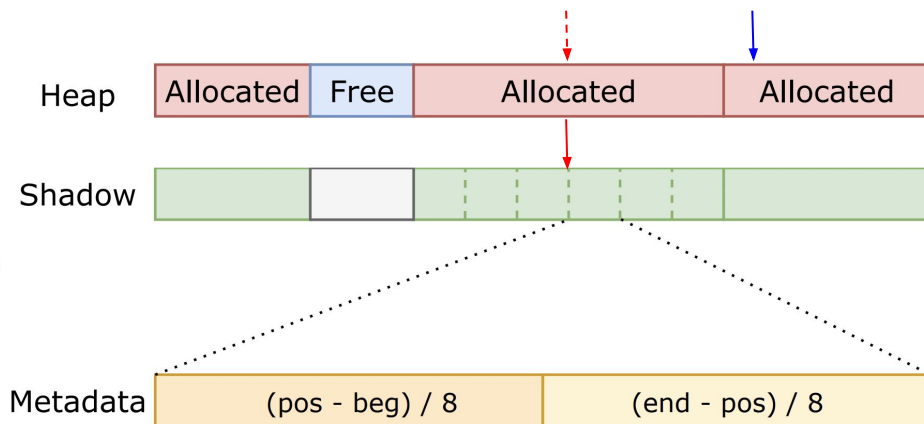 Heap
Allocated Free Allocated Allocated
Shadow
Metadata
(pos - beg) / 8 (end - pos) / 8